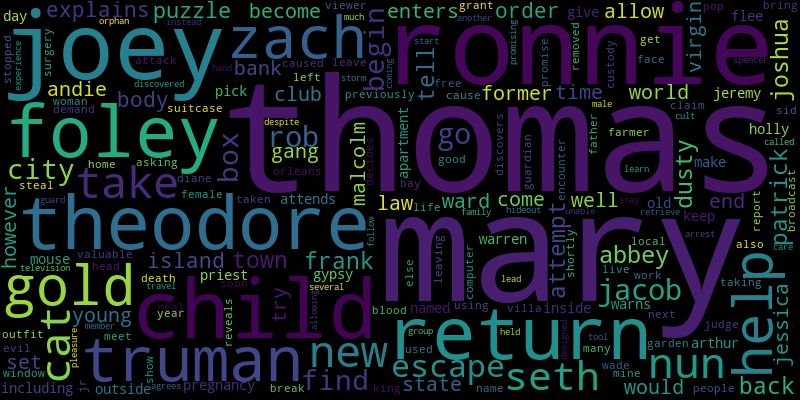 day
ji
explains
orphan
puzzle
become
enters
order
allow
grant
another
give
much
instead
viewer
pop
bring
flee
joey
zach
ronnie
begin
tell
virgin
joshua
spencer
stopped
experience
surgery
andie
attack
caused
leave
bank
discovered
hand
storm
start
coming
promising
promise
removed
custody
get
face
woman
demand
suitcase
body
left
pick
club
previously
cause
free
former
time
world
jeremy
claim
cult
sid
male
despite
foley
thomas
rob
gang
box
malcolm
decides
apartment
go
good
discovers
guardian
encounter
father
farmer
learn
holly
called
make
dusty
patrick
broadcast
city
home
asking
steal
take
diane
orleans
female
taken
attends
bay
law
life
ward
come
well
old
end
keep
report
however
guard
theodore
island
town
frank
follow
hideout
family
unable
stay
retrieve
arrest
local
also
care
mary
warren
attempt
shortly
abbey
mouse
television
valuable
head
priest
gypsy
else
leaving
computer
live
work
jacob
warns
taking
help
jessica
gold
death
travel
soon
several
try
allowing
blood
named
lead
using
villa
inside
next
judge
child
young
year
real
reveals
cat
pleasure
outfit
meet
member
evil
set
window
including
jr
truman
show
agrees
outside
pregnancy
new
find
break
king
return
group
used
held
designed
tool
many
wade
mine
garden
arthur
nun
escape
state
name
seth
would
people
back